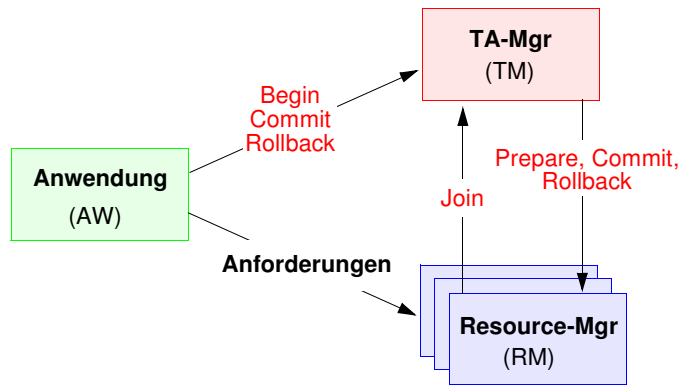 TA-Mgr
(TM)
Begin
Commit
Rollback
Prepare, Commit,
Rollback
Anwendung
(AW)
Join
Anforderungen
Resource-Mgr
(RM)